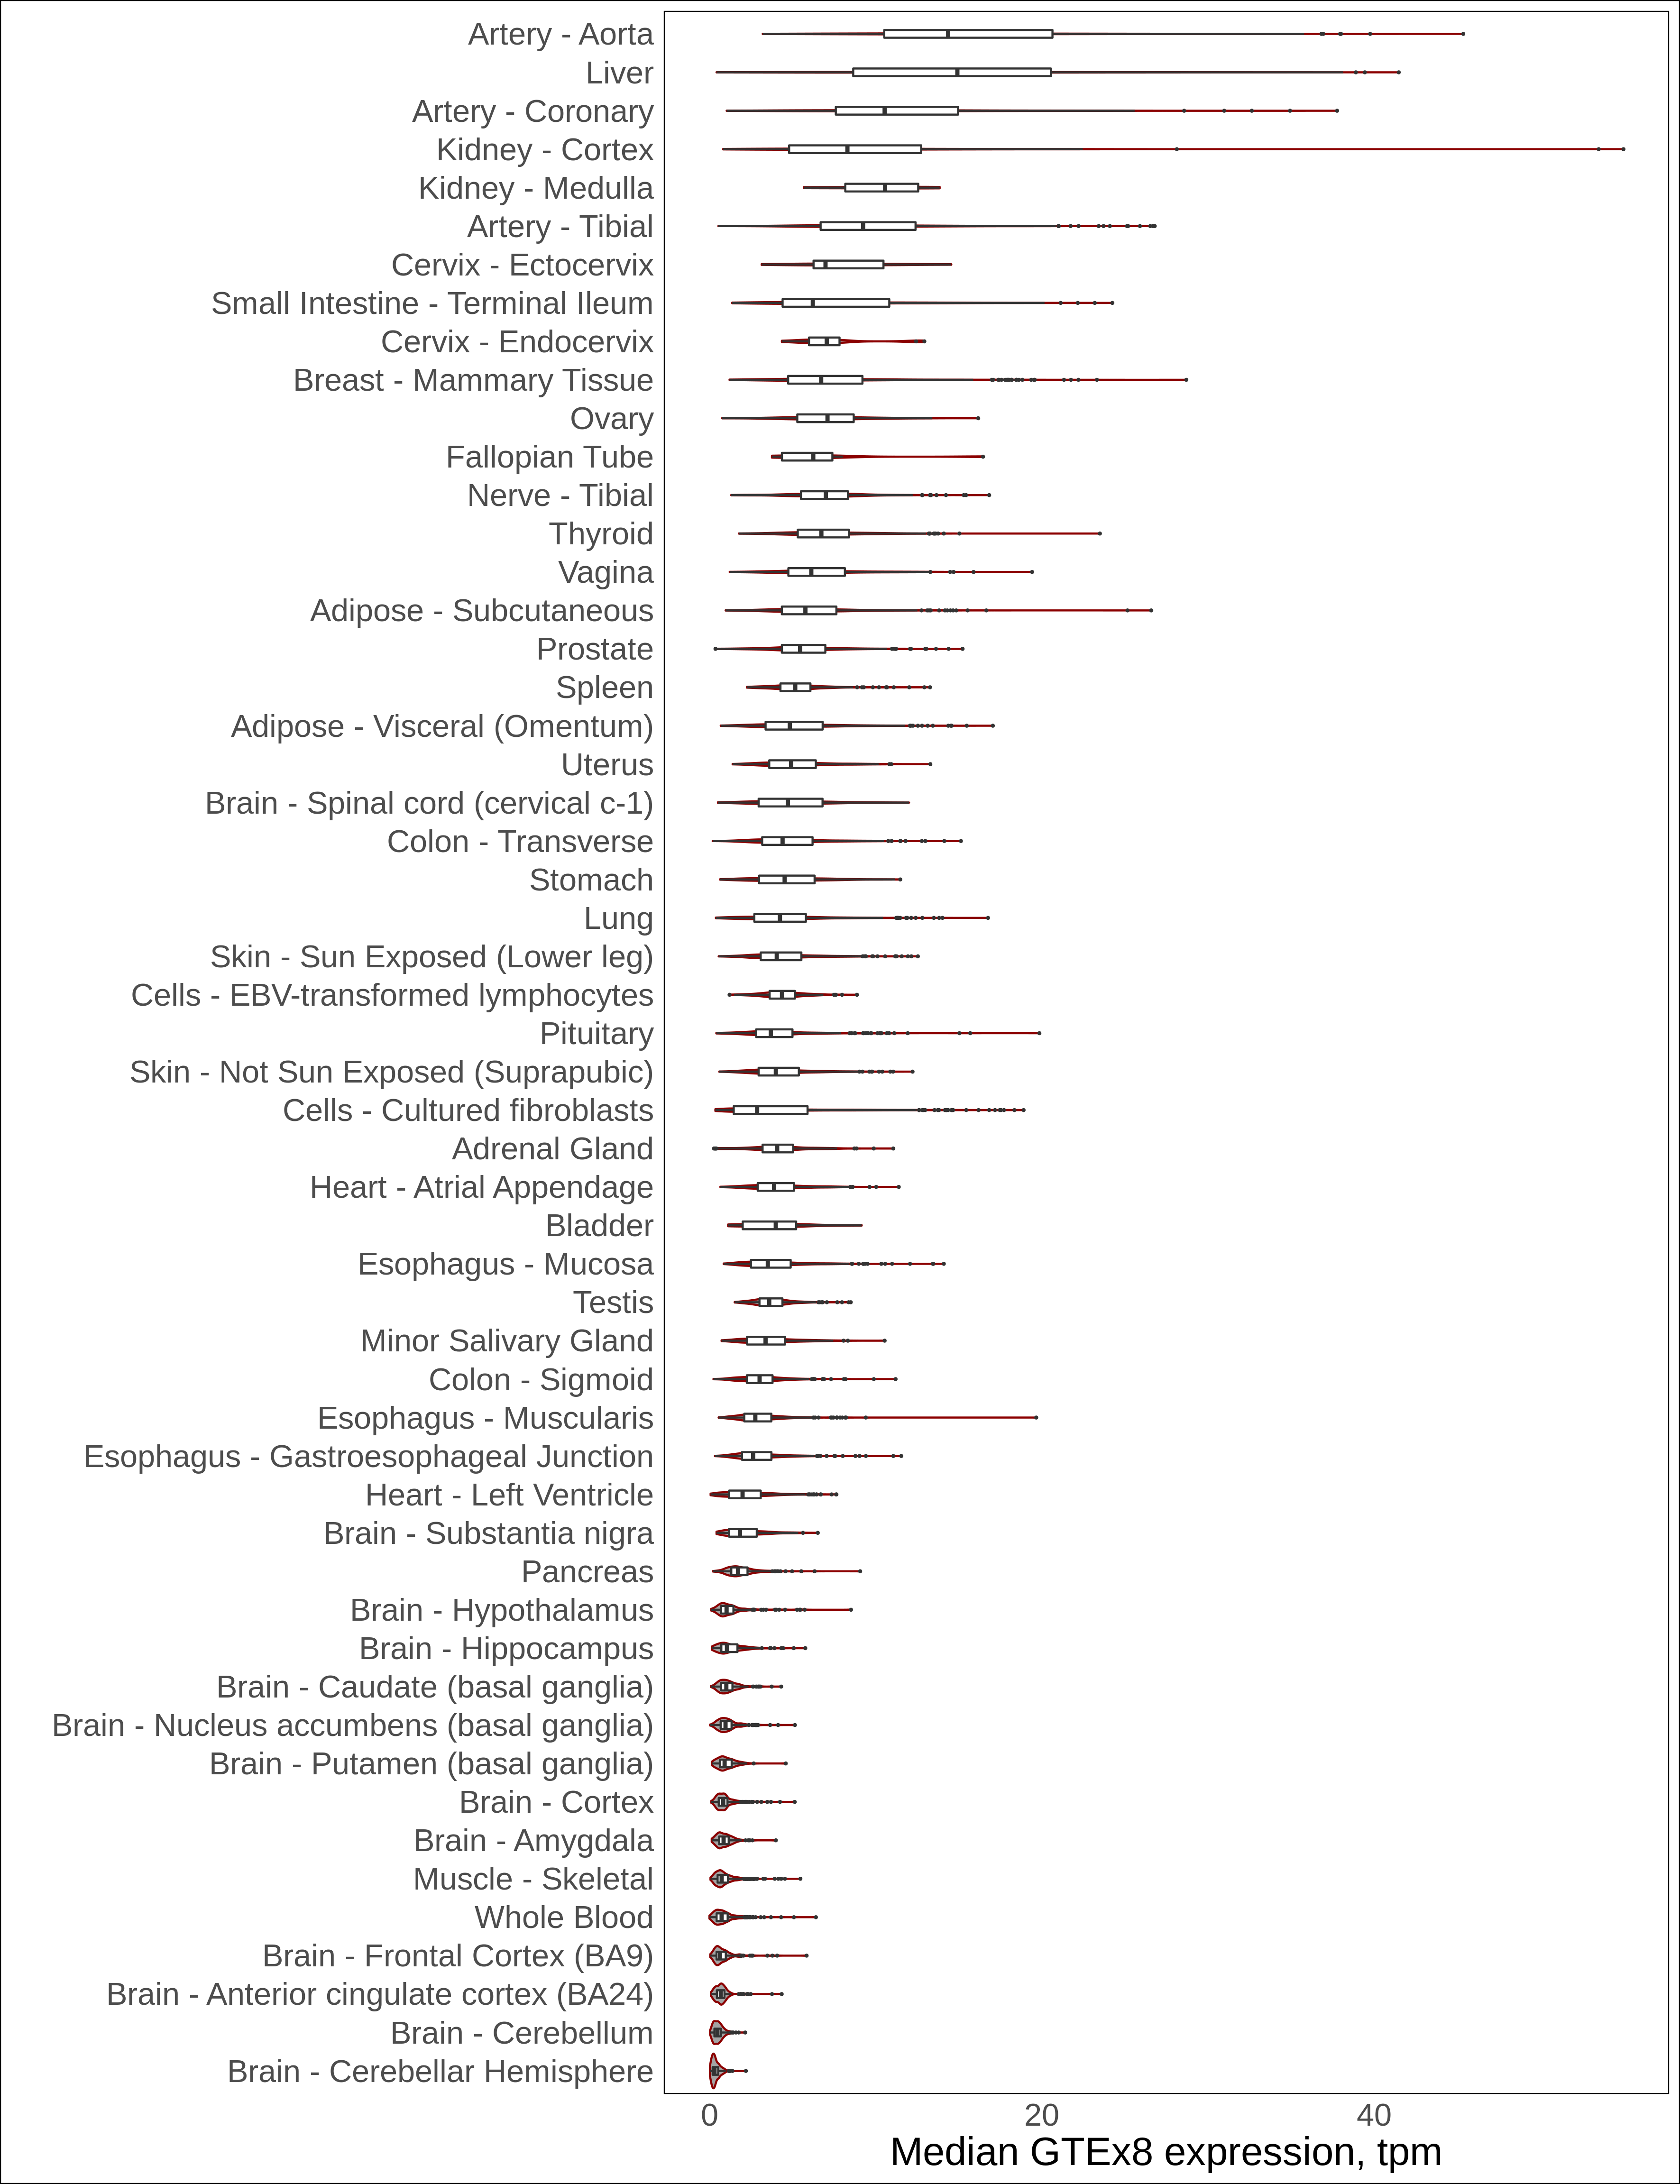 Artery - Aorta
Liver
Artery - Coronary
Kidney - Cortex
Kidney - Medulla
Artery - Tibial
Cervix - Ectocervix
Small Intestine - Terminal Ileum
Cervix - Endocervix
Breast - Mammary Tissue
Ovary
Fallopian Tube
Nerve - Tibial
Thyroid
Vagina
Adipose - Subcutaneous
Prostate
Spleen
Adipose - Visceral (Omentum)
Uterus
Brain - Spinal cord (cervical c-1)
Colon - Transverse
Stomach
Lung
Skin - Sun Exposed (Lower leg)
Cells - EBV-transformed lymphocytes
Pituitary
Skin - Not Sun Exposed (Suprapubic)
Cells - Cultured fibroblasts
Adrenal Gland
Heart - Atrial Appendage
Bladder
Esophagus - Mucosa
Testis
Minor Salivary Gland
Colon - Sigmoid
Esophagus - Muscularis
Esophagus - Gastroesophageal Junction
Heart - Left Ventricle
Brain - Substantia nigra
Pancreas
Brain - Hypothalamus
Brain - Hippocampus
Brain - Caudate (basal ganglia)
Brain - Nucleus accumbens (basal ganglia)
Brain - Putamen (basal ganglia)
Brain - Cortex
Brain - Amygdala
Muscle - Skeletal
Whole Blood
Brain - Frontal Cortex (BA9)
Brain - Anterior cingulate cortex (BA24)
Brain - Cerebellum
Brain - Cerebellar Hemisphere
0 20 40
Median GTEx8 expression, tpm